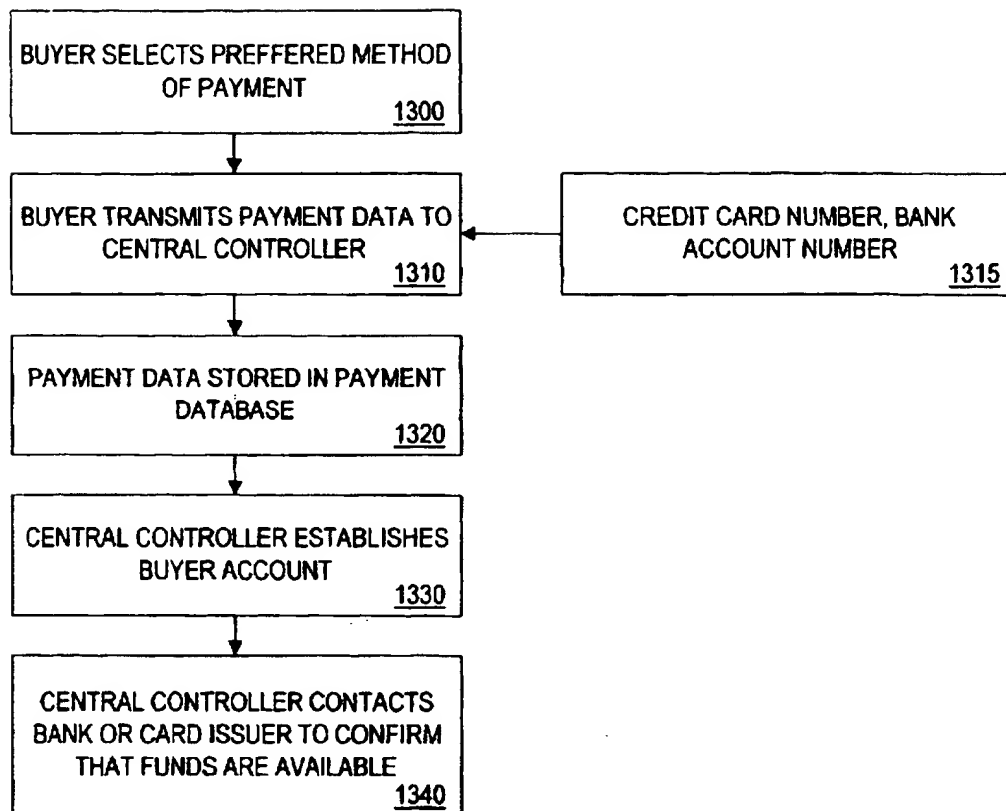 BUYER SELECTS PREFFERED METHOD
OF PAYMENT
1300
BUYER TRANSMITS PAYMENT DATA TO
CENTRAL CONTROLLER
1310
CREDIT CARD NUMBER, BANK
ACCOUNT NUMBER
1315
PAYMENT DATA STORED IN PAYMENT
DATABASE
1320
CENTRAL CONTROLLER ESTABLISHES
BUYER ACCOUNT
1330
CENTRAL CONTROLLER CONTACTS
BANK OR CARD ISSUER TO CONFIRM
THAT FUNDS ARE AVAILABLE
1340